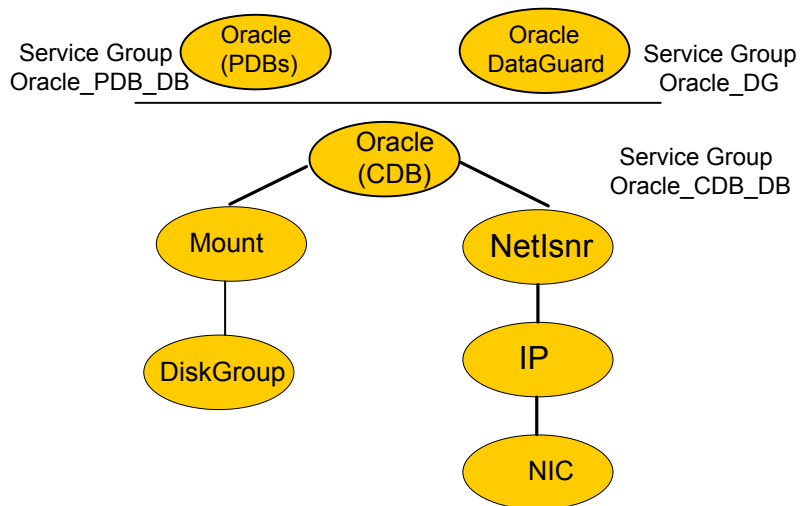 Service Group
Oracle_PDB_DB
Oracle
(PDBs)
Oracle
DataGuard
Service Group
Oracle_DG
Oracle
(CDB)
Service Group
Oracle_CDB_DB
Mount
Netlsnr
DiskGroup
IP
NIC